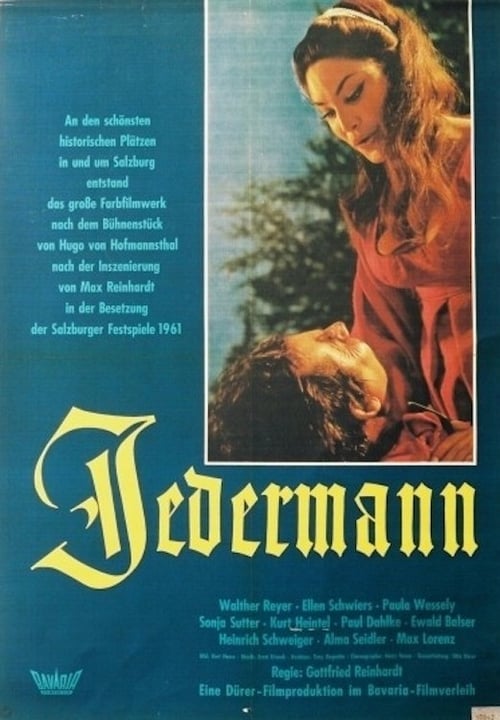 An den schönsten
historischen Plätzen
in und um Salzburg
entstand
das große Farbfilmwerk
nach dem Bühnenstück
von Hugo von Hofmannsthal
nach der Inszenierung
von Max Reinhardt
in der Besetzung
der Salzburger Festspiele 1961
Jedermann
Walther Reyer · Ellen Schwiers · Paula Wessely
Sonja Sutter · Kurt Heintel · Paul Dahlke · Ewald Balser
Heinrich Schweiger · Alma Seidler · Max Lorenz
Regie: Gottfried Reinhardt
Eine Dürer-Filmproduktion im Bavaria-Filmverleih
BAVARIA